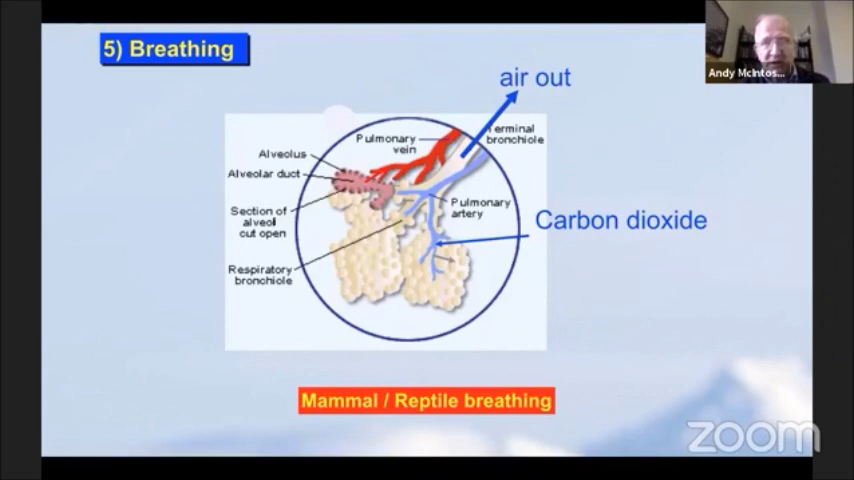 5) Breathing
Andy McIntos...
air out
Pulmonary
vein
Terminal
bronchiole
Alveolus
Alveolar duct
Section of
alveol
cut open
Pulmonary
artery
Carbon dioxide
Respiratory
bronchiole
Mammal / Reptile breathing
zoom